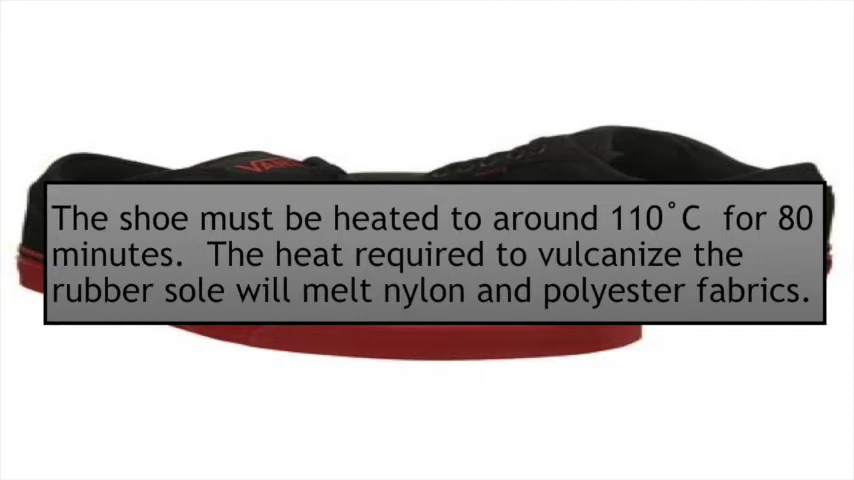 VANS
The shoe must be heated to around 110˚C for 80
minutes. The heat required to vulcanize the
rubber sole will melt nylon and polyester fabrics.